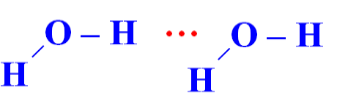 O – H ··· O – H
H H